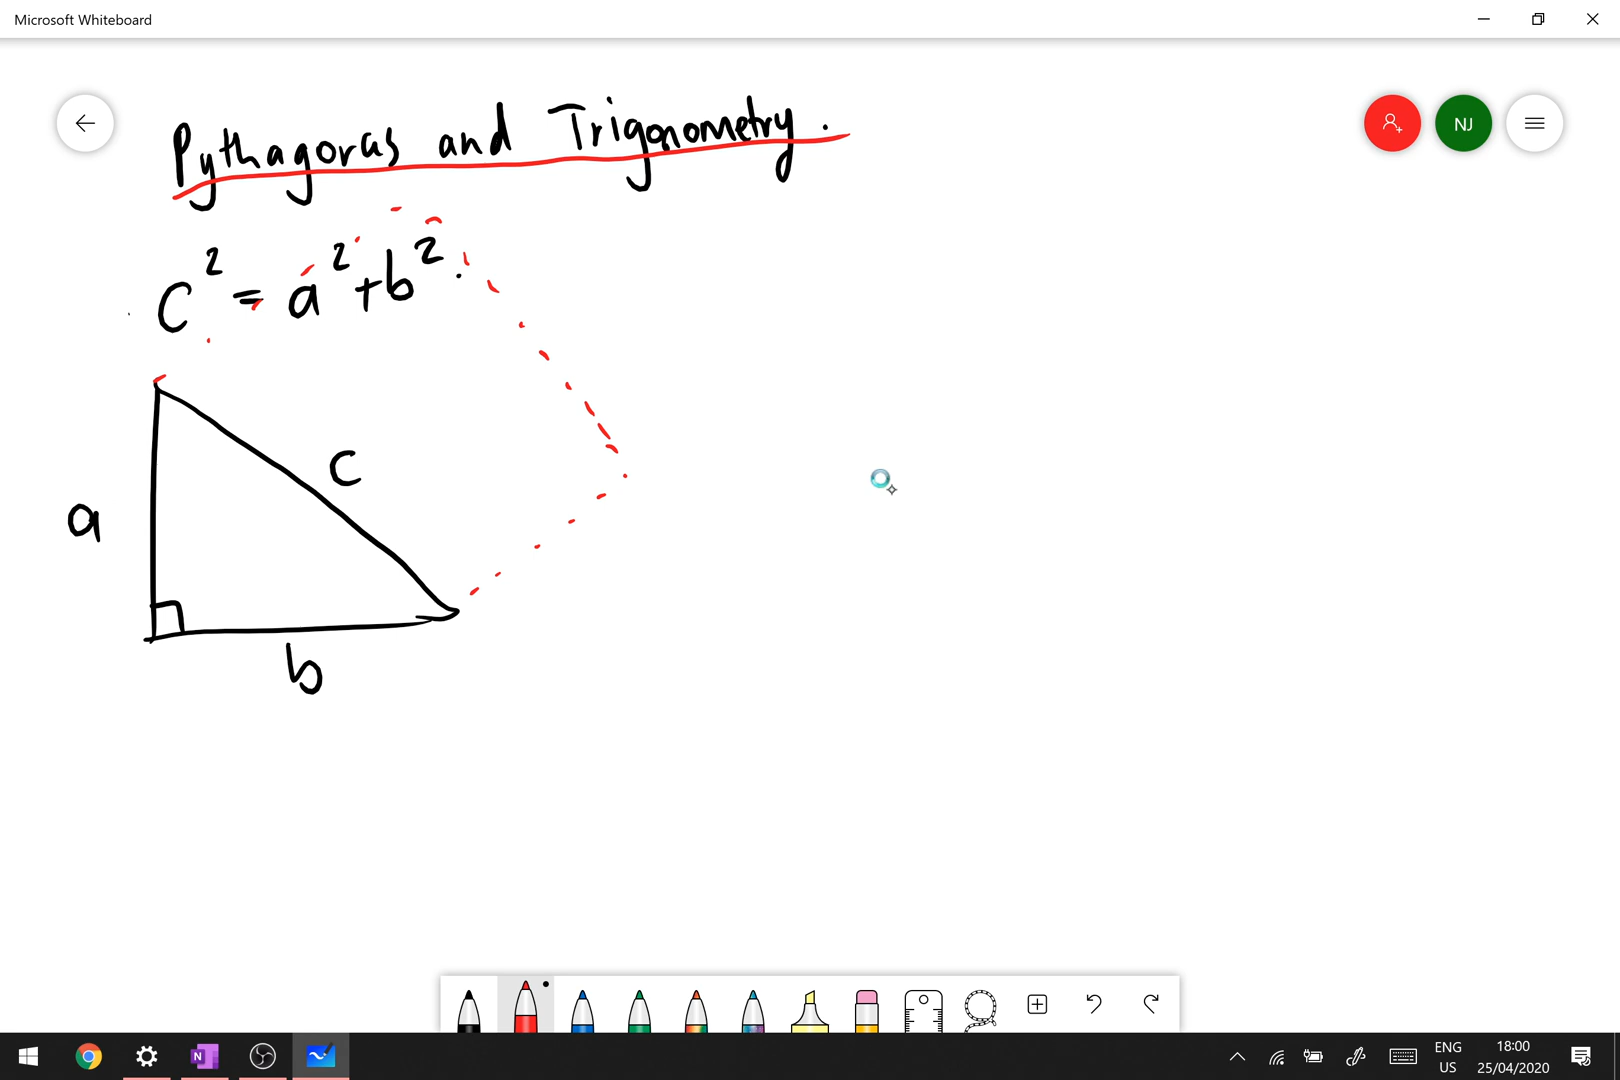 Microsoft Whiteboard
Pythagoras and Trigonometry.
NJ
c² = a² + b².
c
a
b
N
ENG
US
18:00
25/04/2020